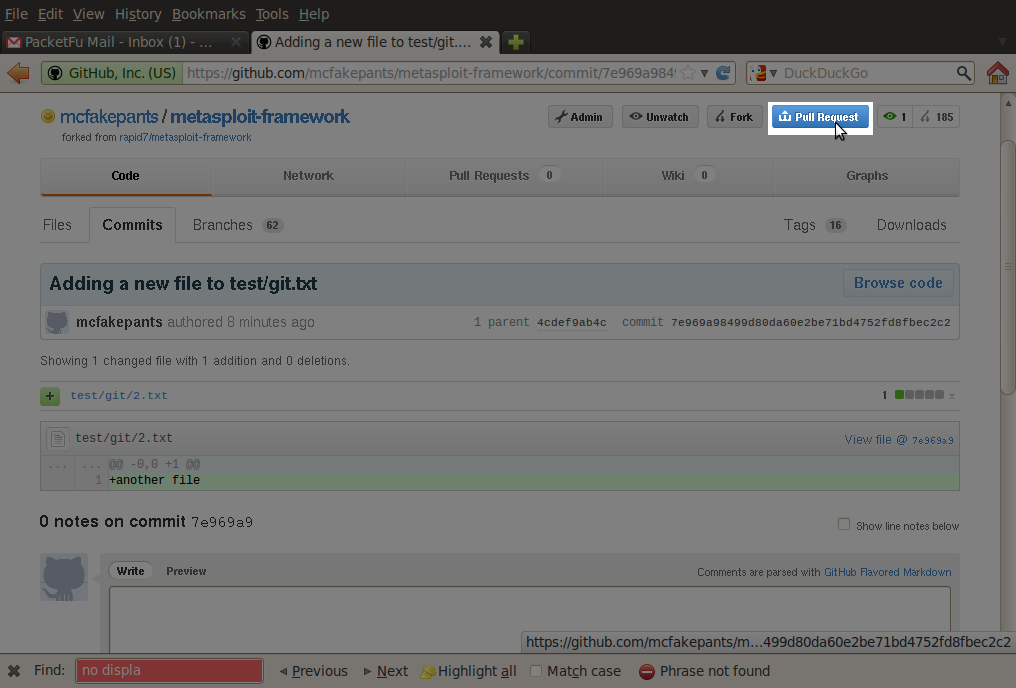 File Edit View History Bookmarks Tools Help
PacketFu Mail - Inbox (1) - ... Adding a new file to test/git....
GitHub, Inc. (US) https://github.com/mcfakepants/metasploit-framework/commit/7e969a984 DuckDuckGo
mcfakepants / metasploit-framework Admin Unwatch Fork Pull Request 1 185
forked from rapid7/metasploit-framework
Code Network Pull Requests 0 Wiki 0 Graphs
Files Commits Branches 62 Tags 16 Downloads
Adding a new file to test/git.txt Browse code
mcfakepants authored 8 minutes ago 1 parent 4cdef9ab4c commit 7e969a98499d80da60e2be71bd4752fd8fbec2c2
Showing 1 changed file with 1 addition and 0 deletions.
+ test/git/2.txt 1
test/git/2.txt View file @ 7e969a9
... ... @@ -0,0 +1 @@
1 +another file
0 notes on commit 7e969a9 Show line notes below
Write Preview Comments are parsed with GitHub Flavored Markdown
https://github.com/mcfakepants/m...499d80da60e2be71bd4752fd8fbec2c2
Find: no displa Previous Next Highlight all Match case Phrase not found